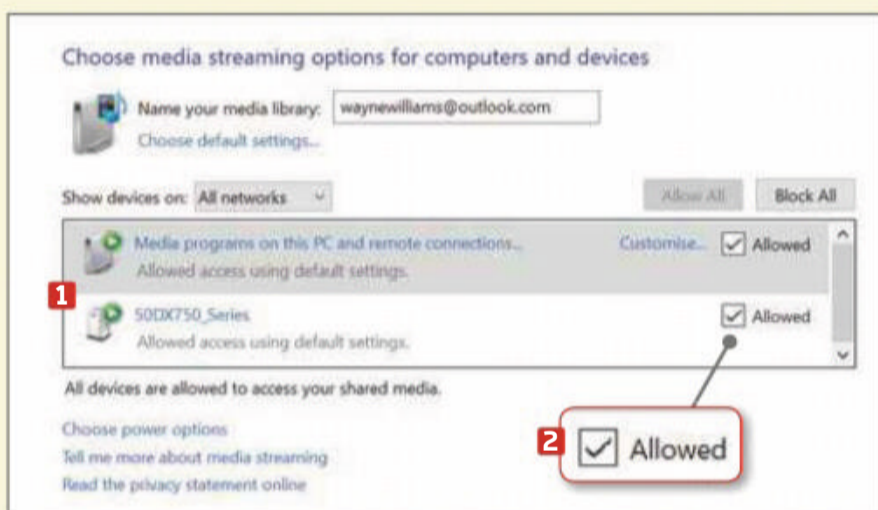 Choose media streaming options for computers and devices
Name your media library: waynewilliams@outlook.com
Choose default settings...
Show devices on: All networks
Allow All Block All
Media programs on this PC and remote connections... Customise... Allowed
Allowed access using default settings.
1
50DX750_Series Allowed
Allowed access using default settings.
All devices are allowed to access your shared media.
Choose power options
Tell me more about media streaming
Read the privacy statement online
2 Allowed